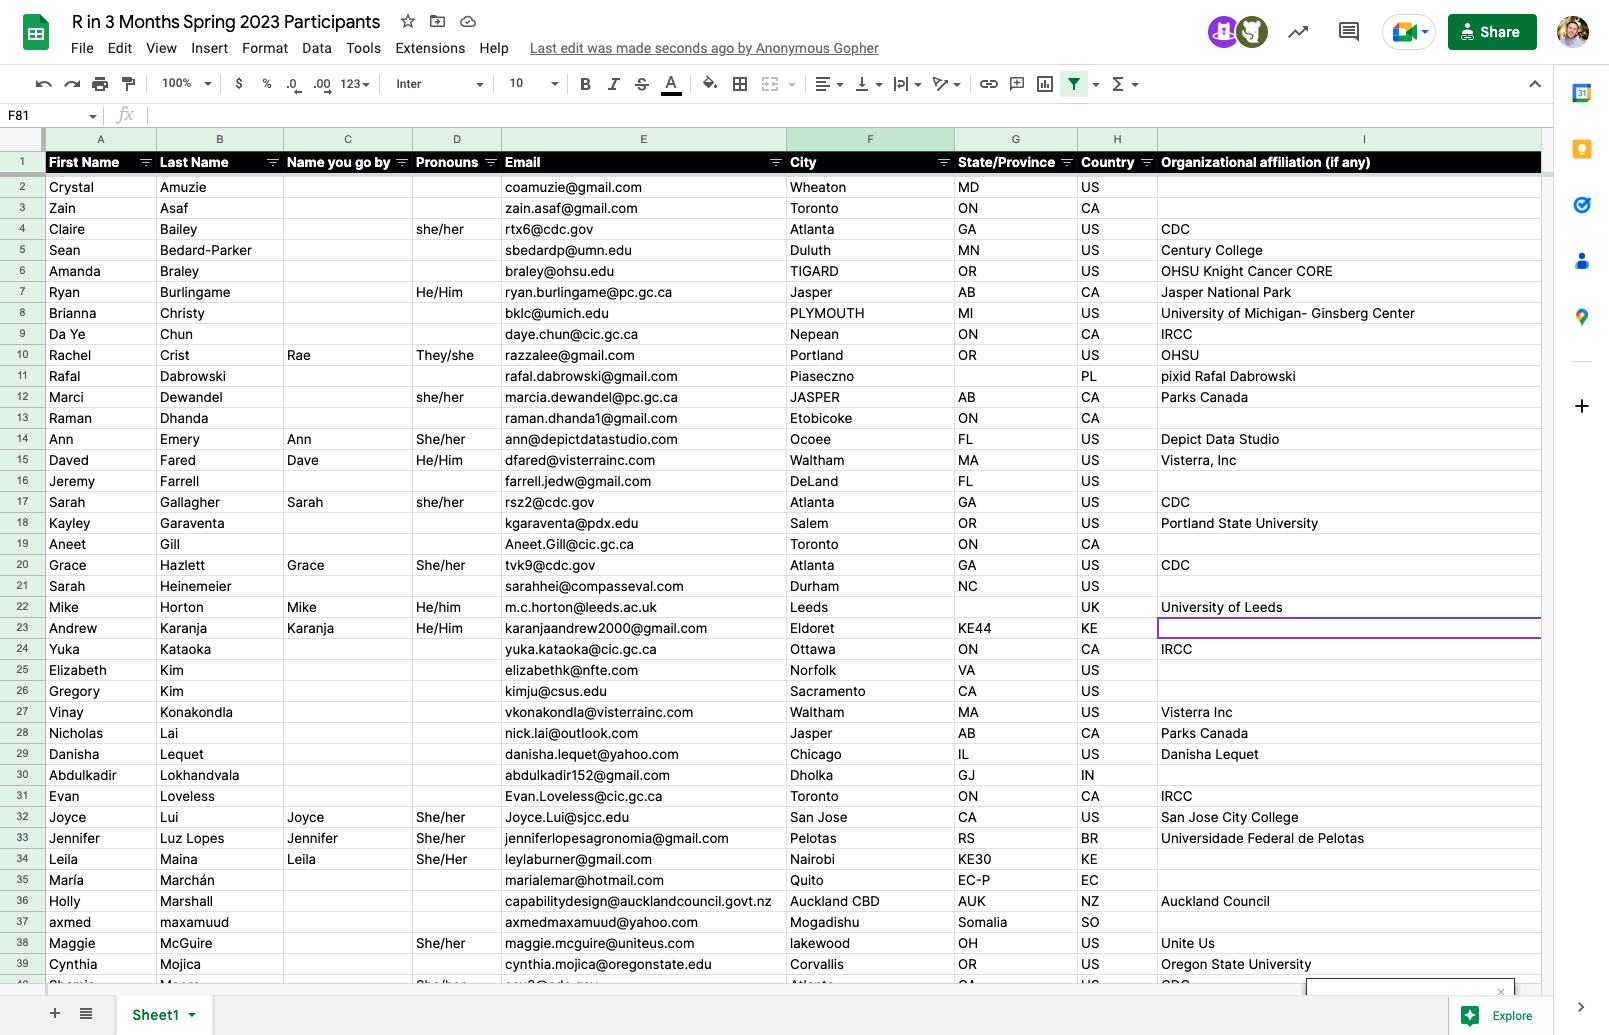 R in 3 Months Spring 2023 Participants
File Edit View Insert Format Data Tools Extensions Help Last edit was made seconds ago by Anonymous Gopher
Share
100% $ % .0 .00 123 Inter 10 B I S A
31
F81 fx
A B C D E F G H I
1 First Name Last Name Name you go by Pronouns Email City State/Province Country Organizational affiliation (if any)
2 Crystal Amuzie coamuzie@gmail.com Wheaton MD US
3 Zain Asaf zain.asaf@gmail.com Toronto ON CA
4 Claire Bailey she/her rtx6@cdc.gov Atlanta GA US CDC
5 Sean Bedard-Parker sbedardp@umn.edu Duluth MN US Century College
6 Amanda Braley braley@ohsu.edu TIGARD OR US OHSU Knight Cancer CORE
7 Ryan Burlingame He/Him ryan.burlingame@pc.gc.ca Jasper AB CA Jasper National Park
8 Brianna Christy bklc@umich.edu PLYMOUTH MI US University of Michigan- Ginsberg Center
9 Da Ye Chun daye.chun@cic.gc.ca Nepean ON CA IRCC
10 Rachel Crist Rae They/she razzalee@gmail.com Portland OR US OHSU
11 Rafal Dabrowski rafal.dabrowski@gmail.com Piaseczno PL pixid Rafal Dabrowski
12 Marci Dewandel she/her marcia.dewandel@pc.gc.ca JASPER AB CA Parks Canada
13 Raman Dhanda raman.dhanda1@gmail.com Etobicoke ON CA
14 Ann Emery Ann She/her ann@depictdatastudio.com Ocoee FL US Depict Data Studio
15 Daved Fared Dave He/Him dfared@visterrainc.com Waltham MA US Visterra, Inc
16 Jeremy Farrell farrell.jedw@gmail.com DeLand FL US
17 Sarah Gallagher Sarah she/her rsz2@cdc.gov Atlanta GA US CDC
18 Kayley Garaventa kgaraventa@pdx.edu Salem OR US Portland State University
19 Aneet Gill Aneet.Gill@cic.gc.ca Toronto ON CA
20 Grace Hazlett Grace She/her tvk9@cdc.gov Atlanta GA US CDC
21 Sarah Heinemeier sarahhei@compasseval.com Durham NC US
22 Mike Horton Mike He/him m.c.horton@leeds.ac.uk Leeds UK University of Leeds
23 Andrew Karanja Karanja He/Him karanjaandrew2000@gmail.com Eldoret KE44 KE
24 Yuka Kataoka yuka.kataoka@cic.gc.ca Ottawa ON CA IRCC
25 Elizabeth Kim elizabethk@nfte.com Norfolk VA US
26 Gregory Kim kimju@csus.edu Sacramento CA US
27 Vinay Konakondla vkonakondla@visterrainc.com Waltham MA US Visterra Inc
28 Nicholas Lai nick.lai@outlook.com Jasper AB CA Parks Canada
29 Danisha Lequet danisha.lequet@yahoo.com Chicago IL US Danisha Lequet
30 Abdulkadir Lokhandvala abdulkadir152@gmail.com Dholka GJ IN
31 Evan Loveless Evan.Loveless@cic.gc.ca Toronto ON CA IRCC
32 Joyce Lui Joyce She/her Joyce.Lui@sjcc.edu San Jose CA US San Jose City College
33 Jennifer Luz Lopes Jennifer She/her jenniferlopesagronomia@gmail.com Pelotas RS BR Universidade Federal de Pelotas
34 Leila Maina Leila She/Her leylaburner@gmail.com Nairobi KE30 KE
35 María Marchán marialemar@hotmail.com Quito EC-P EC
36 Holly Marshall capabilitydesign@aucklandcouncil.govt.nz Auckland CBD AUK NZ Auckland Council
37 axmed maxamuud axmedmaxamuud@yahoo.com Mogadishu Somalia SO
38 Maggie McGuire She/her maggie.mcguire@uniteus.com lakewood OH US Unite Us
39 Cynthia Mojica cynthia.mojica@oregonstate.edu Corvallis OR US Oregon State University
Sheet1
Explore